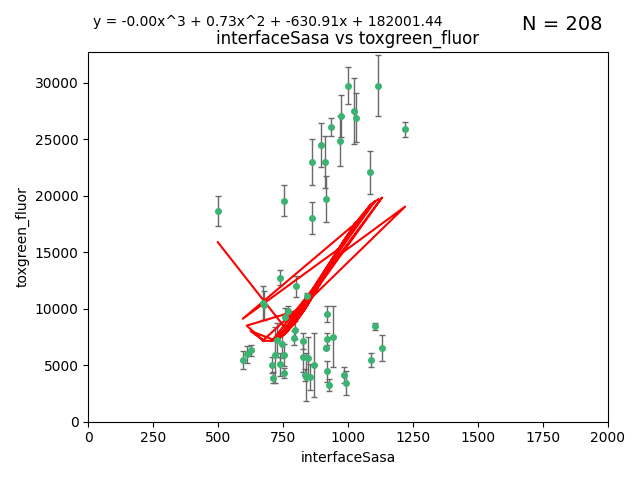 y = -0.00x^3 + 0.73x^2 + -630.91x + 182001.44
N = 208
interfaceSasa vs toxgreen_fluor
30000
25000
20000
15000
10000
5000
0
toxgreen_fluor
0 250 500 750 1000 1250 1500 1750 2000
interfaceSasa